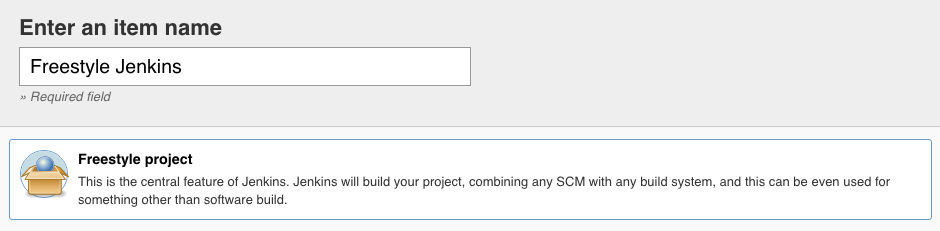 Enter an item name
Freestyle Jenkins
» Required field
Freestyle project
This is the central feature of Jenkins. Jenkins will build your project, combining any SCM with any build system, and this can be even used for
something other than software build.